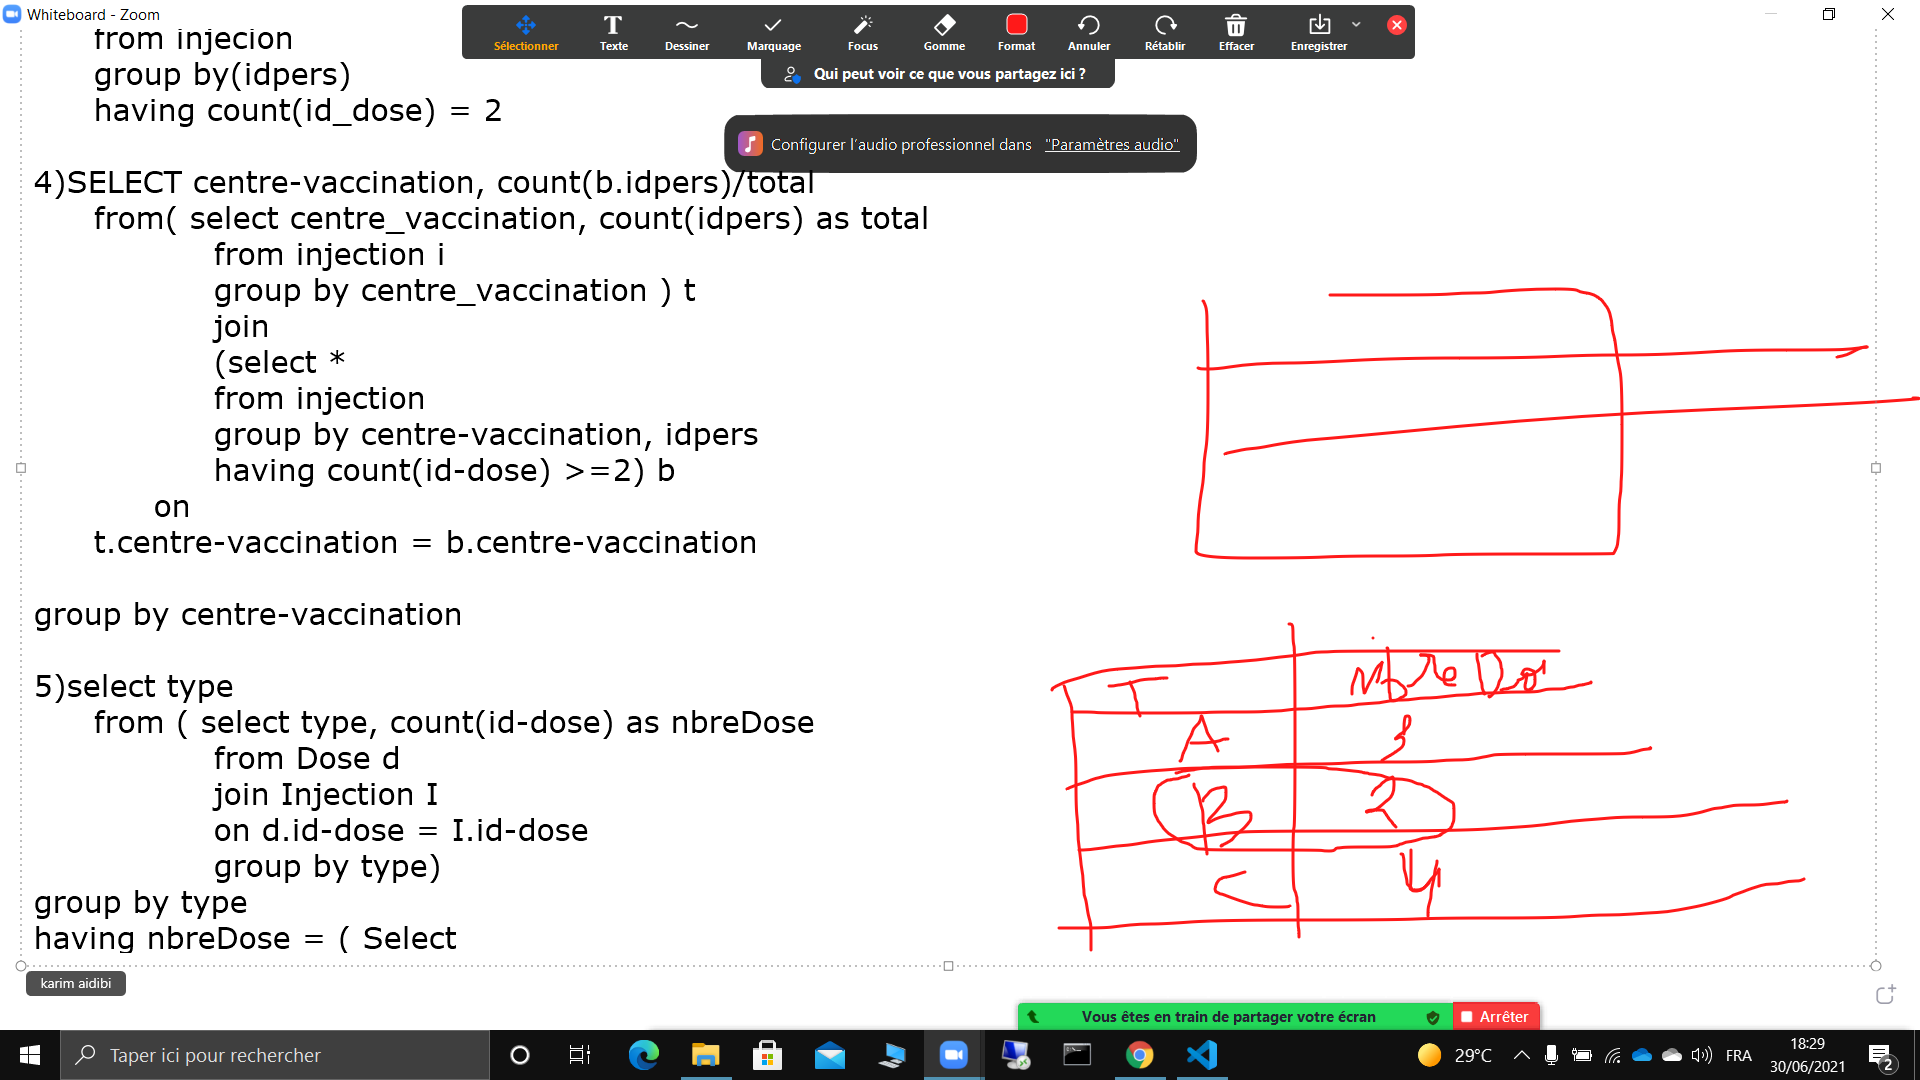 Whiteboard - Zoom
Sélectionner
Texte
Dessiner
Marquage
Focus
Gomme
Format
Annuler
Rétablir
Effacer
Enregistrer
Qui peut voir ce que vous partagez ici ?
Configurer l'audio professionnel dans "Paramètres audio"
from injecion
group by(idpers)
having count(id_dose) = 2
4)SELECT centre-vaccination, count(b.idpers)/total
from( select centre_vaccination, count(idpers) as total
from injection i
group by centre_vaccination ) t
join
(select *
from injection
group by centre-vaccination, idpers
having count(id-dose) >=2) b
on
t.centre-vaccination = b.centre-vaccination
group by centre-vaccination
5)select type
from ( select type, count(id-dose) as nbreDose
from Dose d
join Injection I
on d.id-dose = I.id-dose
group by type)
group by type
having nbreDose = ( Select
T Nbre Do
A
B 2
C 4
karim aidibi
Vous êtes en train de partager votre écran
Arrêter
Taper ici pour rechercher
29°C
FRA
18:29
30/06/2021
2